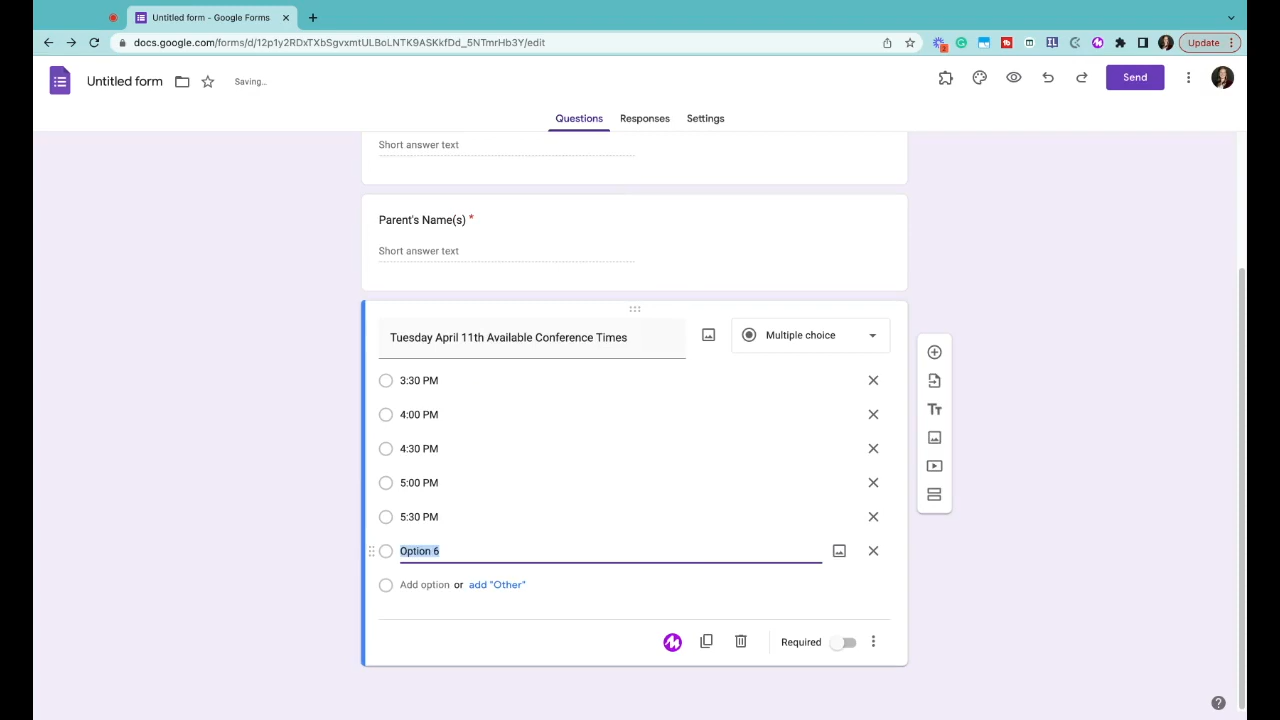 Untitled form - Google Forms
docs.google.com/forms/d/12p1y2RDxTXbSgvxmtULBoLNTK9ASKkfDd_5NTmrHb3Y/edit
Update
Untitled form
Saving...
Send
Questions
Responses
Settings
Short answer text
Parent's Name(s) *
Short answer text
Tuesday April 11th Available Conference Times
Multiple choice
3:30 PM
4:00 PM
4:30 PM
5:00 PM
5:30 PM
Option 6
Add option or add "Other"
Required